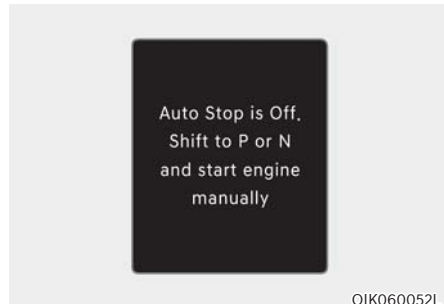 Auto Stop is Off.
Shift to P or N
and start engine
manually
OIK060052L